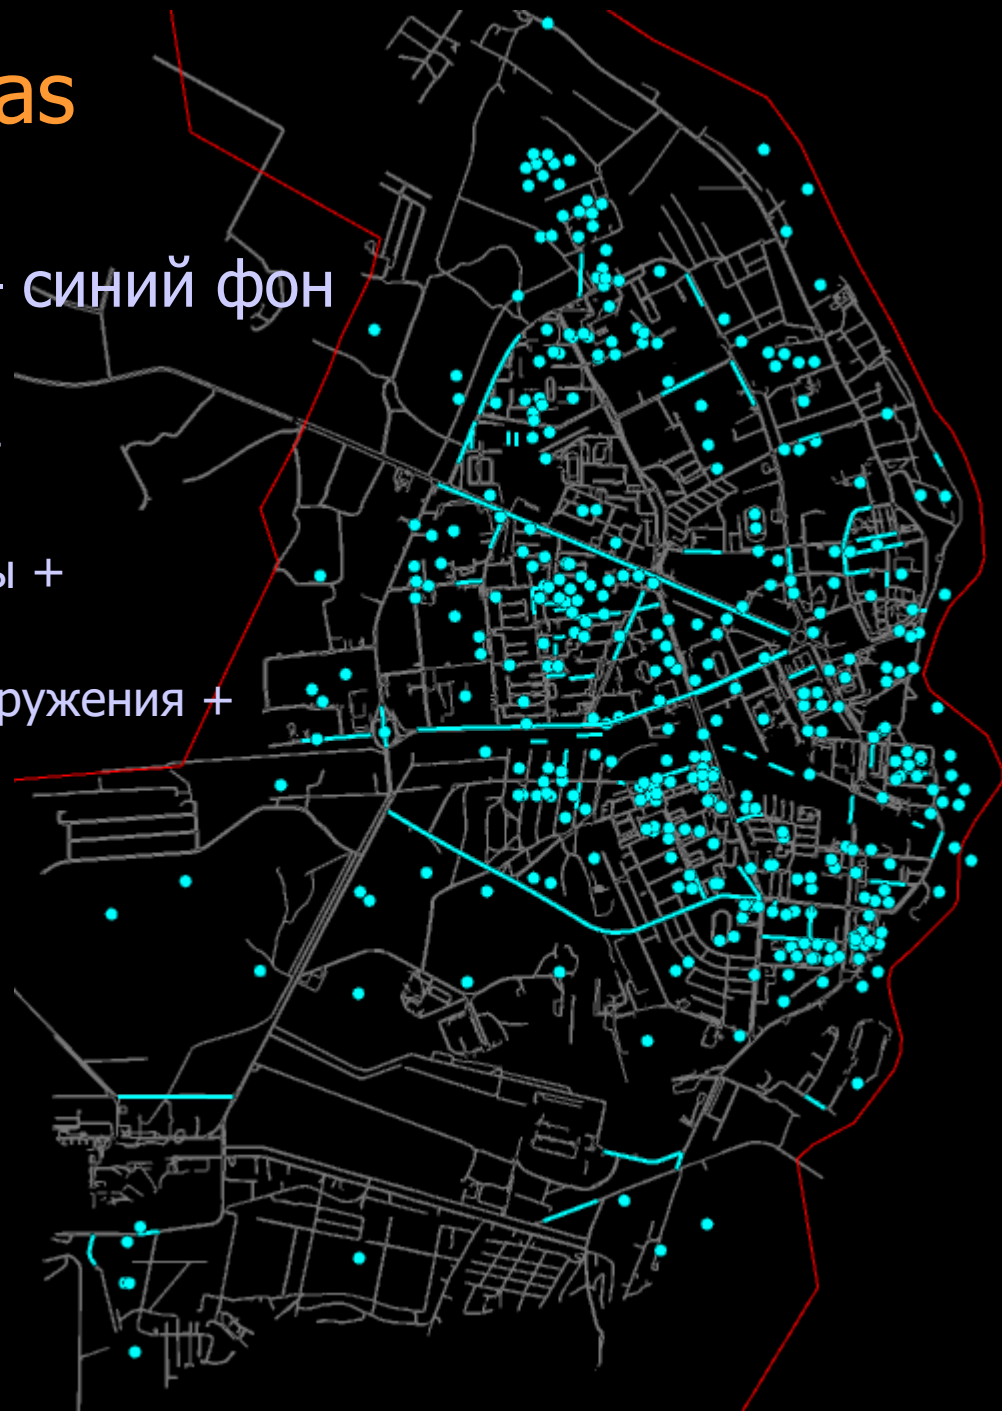 as
- синий фон
ы +
ружения +